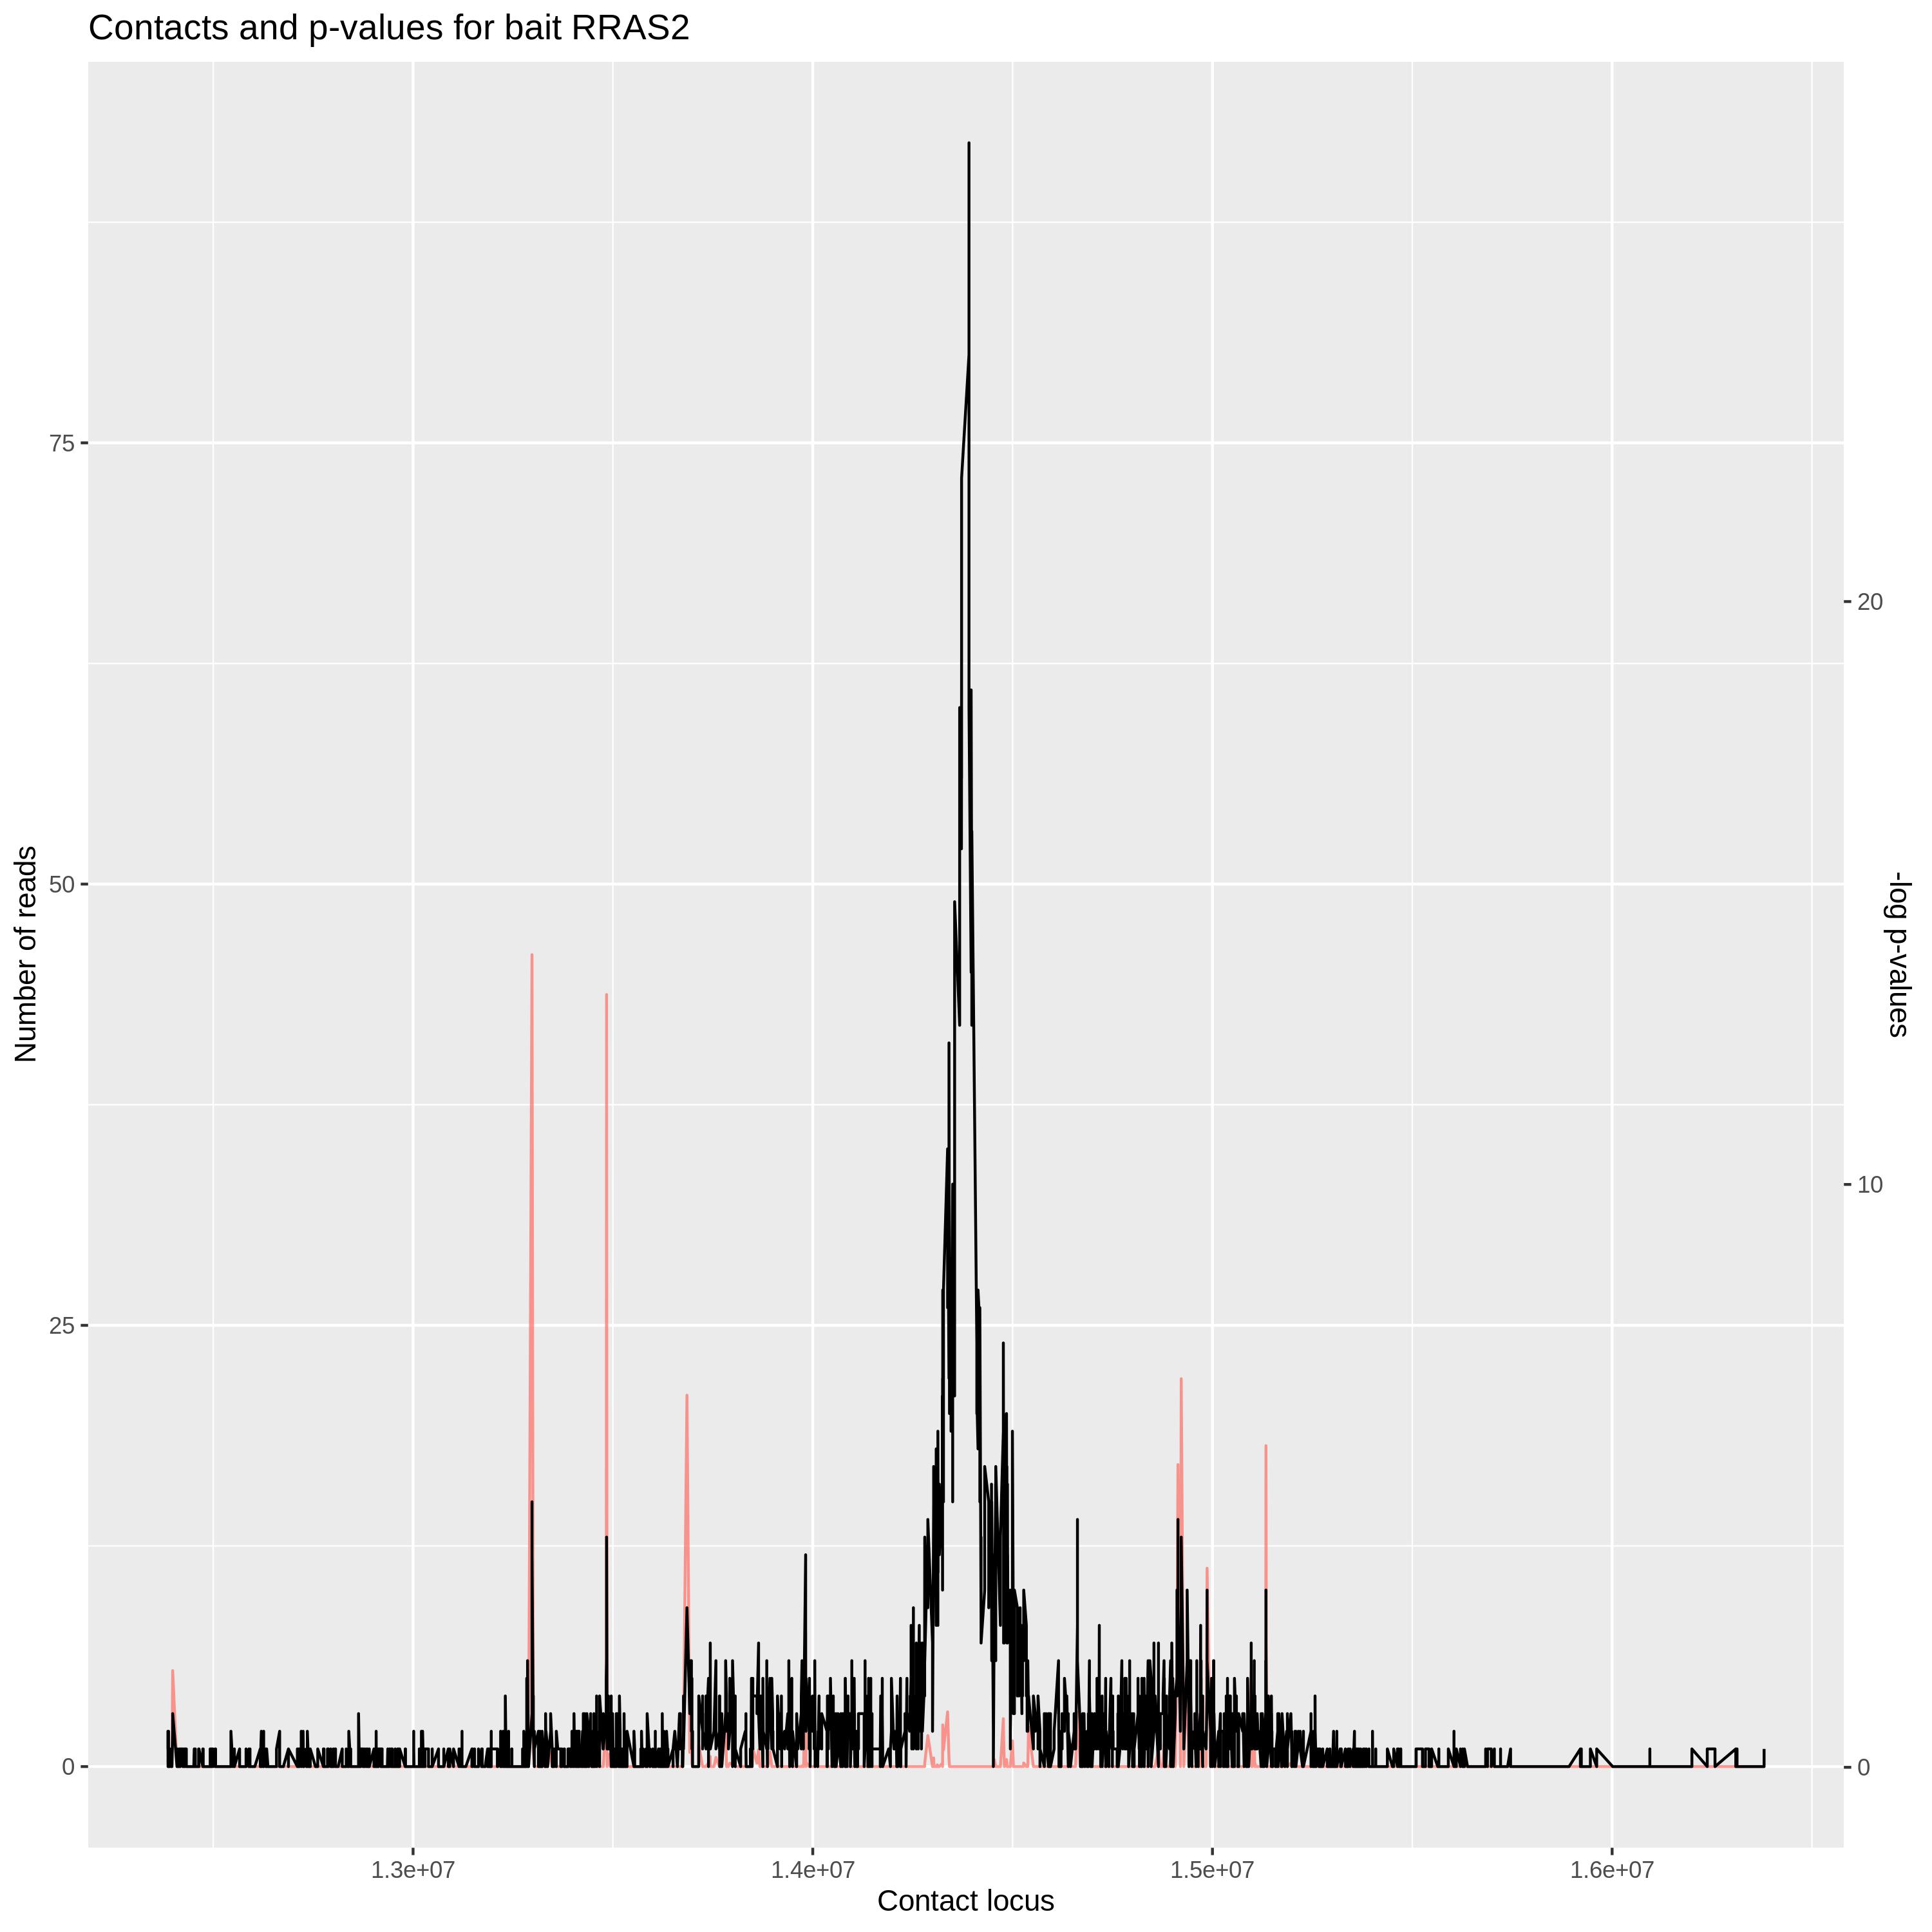 Contacts and p-values for bait RRAS2
75
50
25
0
Number of reads
20
10
0
-log p-values
1.3e+07 1.4e+07 1.5e+07 1.6e+07
Contact locus